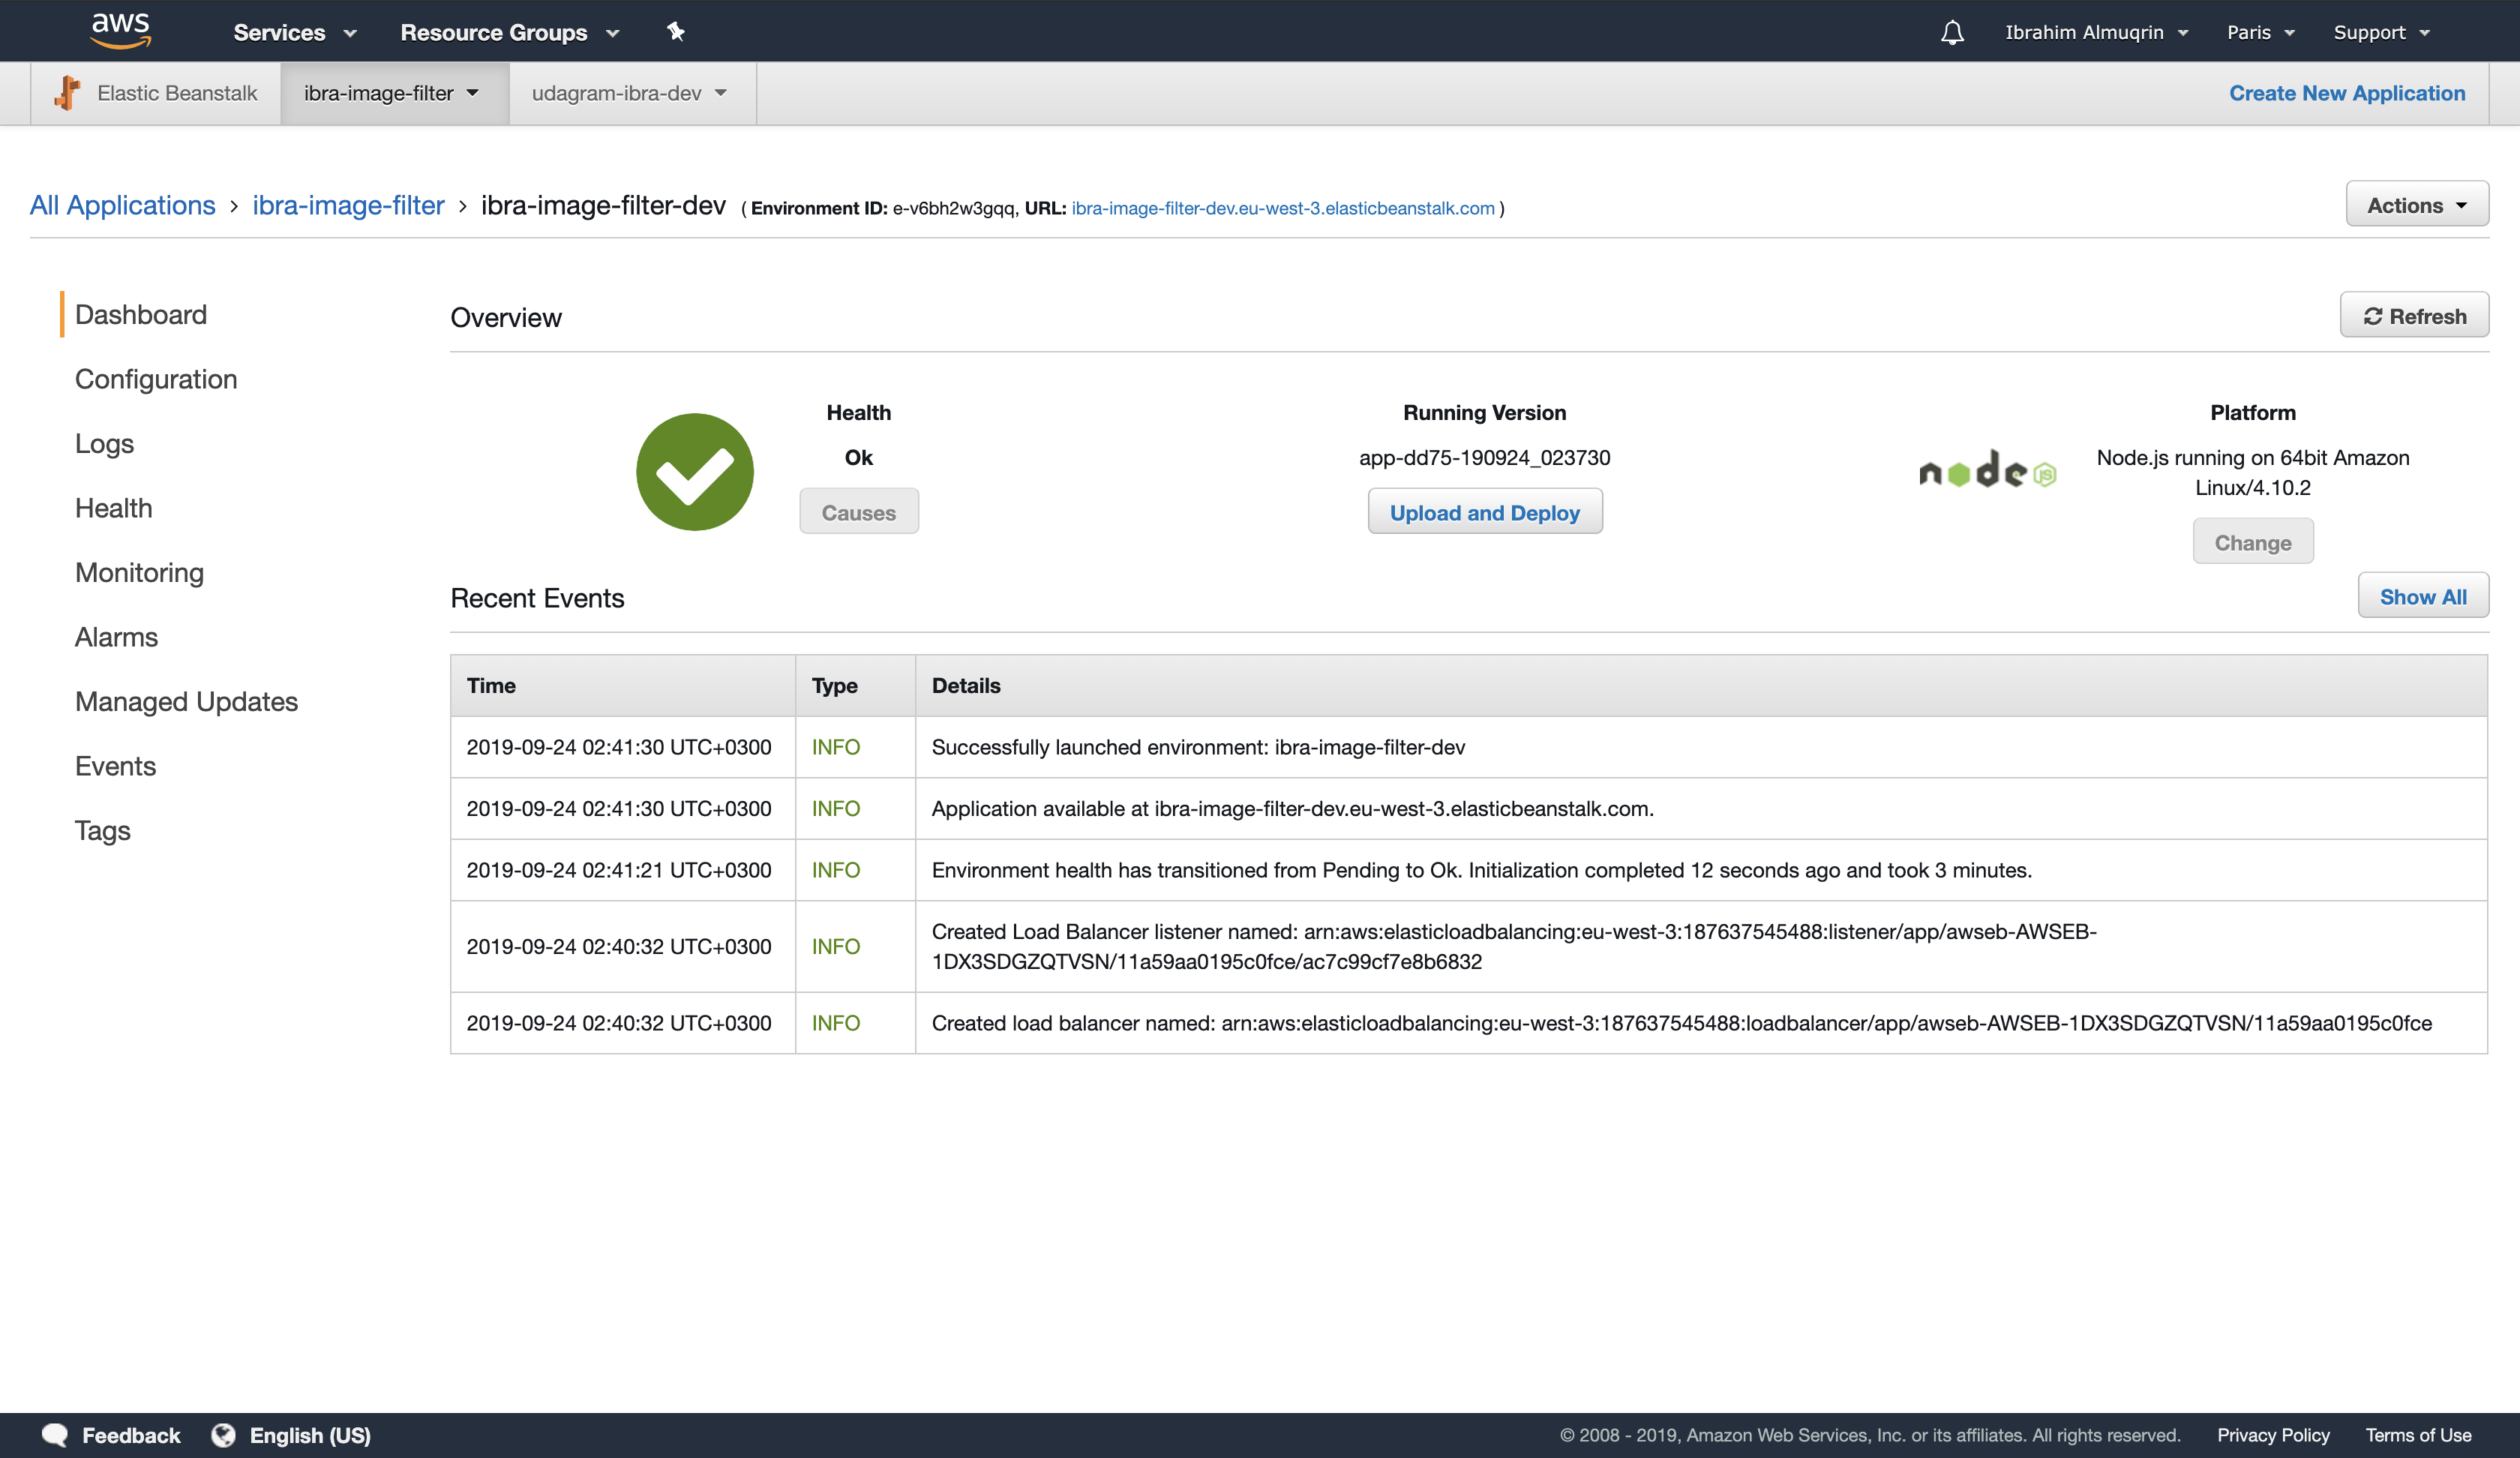 aws Services Resource Groups Ibrahim Almuqrin Paris Support
Elastic Beanstalk ibra-image-filter udagram-ibra-dev Create New Application
All Applications › ibra-image-filter › ibra-image-filter-dev ( Environment ID: e-v6bh2w3gqq, URL: ibra-image-filter-dev.eu-west-3.elasticbeanstalk.com ) Actions
Dashboard
Configuration
Logs
Health
Monitoring
Alarms
Managed Updates
Events
Tags
Overview Refresh
Health
Ok
Causes
Running Version
app-dd75-190924_023730
Upload and Deploy
node JS
Platform
Node.js running on 64bit Amazon
Linux/4.10.2
Change
Recent Events Show All
Time Type Details
2019-09-24 02:41:30 UTC+0300 INFO Successfully launched environment: ibra-image-filter-dev
2019-09-24 02:41:30 UTC+0300 INFO Application available at ibra-image-filter-dev.eu-west-3.elasticbeanstalk.com.
2019-09-24 02:41:21 UTC+0300 INFO Environment health has transitioned from Pending to Ok. Initialization completed 12 seconds ago and took 3 minutes.
2019-09-24 02:40:32 UTC+0300 INFO Created Load Balancer listener named: arn:aws:elasticloadbalancing:eu-west-3:187637545488:listener/app/awseb-AWSEB-
1DX3SDGZQTVSN/11a59aa0195c0fce/ac7c99cf7e8b6832
2019-09-24 02:40:32 UTC+0300 INFO Created load balancer named: arn:aws:elasticloadbalancing:eu-west-3:187637545488:loadbalancer/app/awseb-AWSEB-1DX3SDGZQTVSN/11a59aa0195c0fce
Feedback English (US) © 2008 - 2019, Amazon Web Services, Inc. or its affiliates. All rights reserved. Privacy Policy Terms of Use